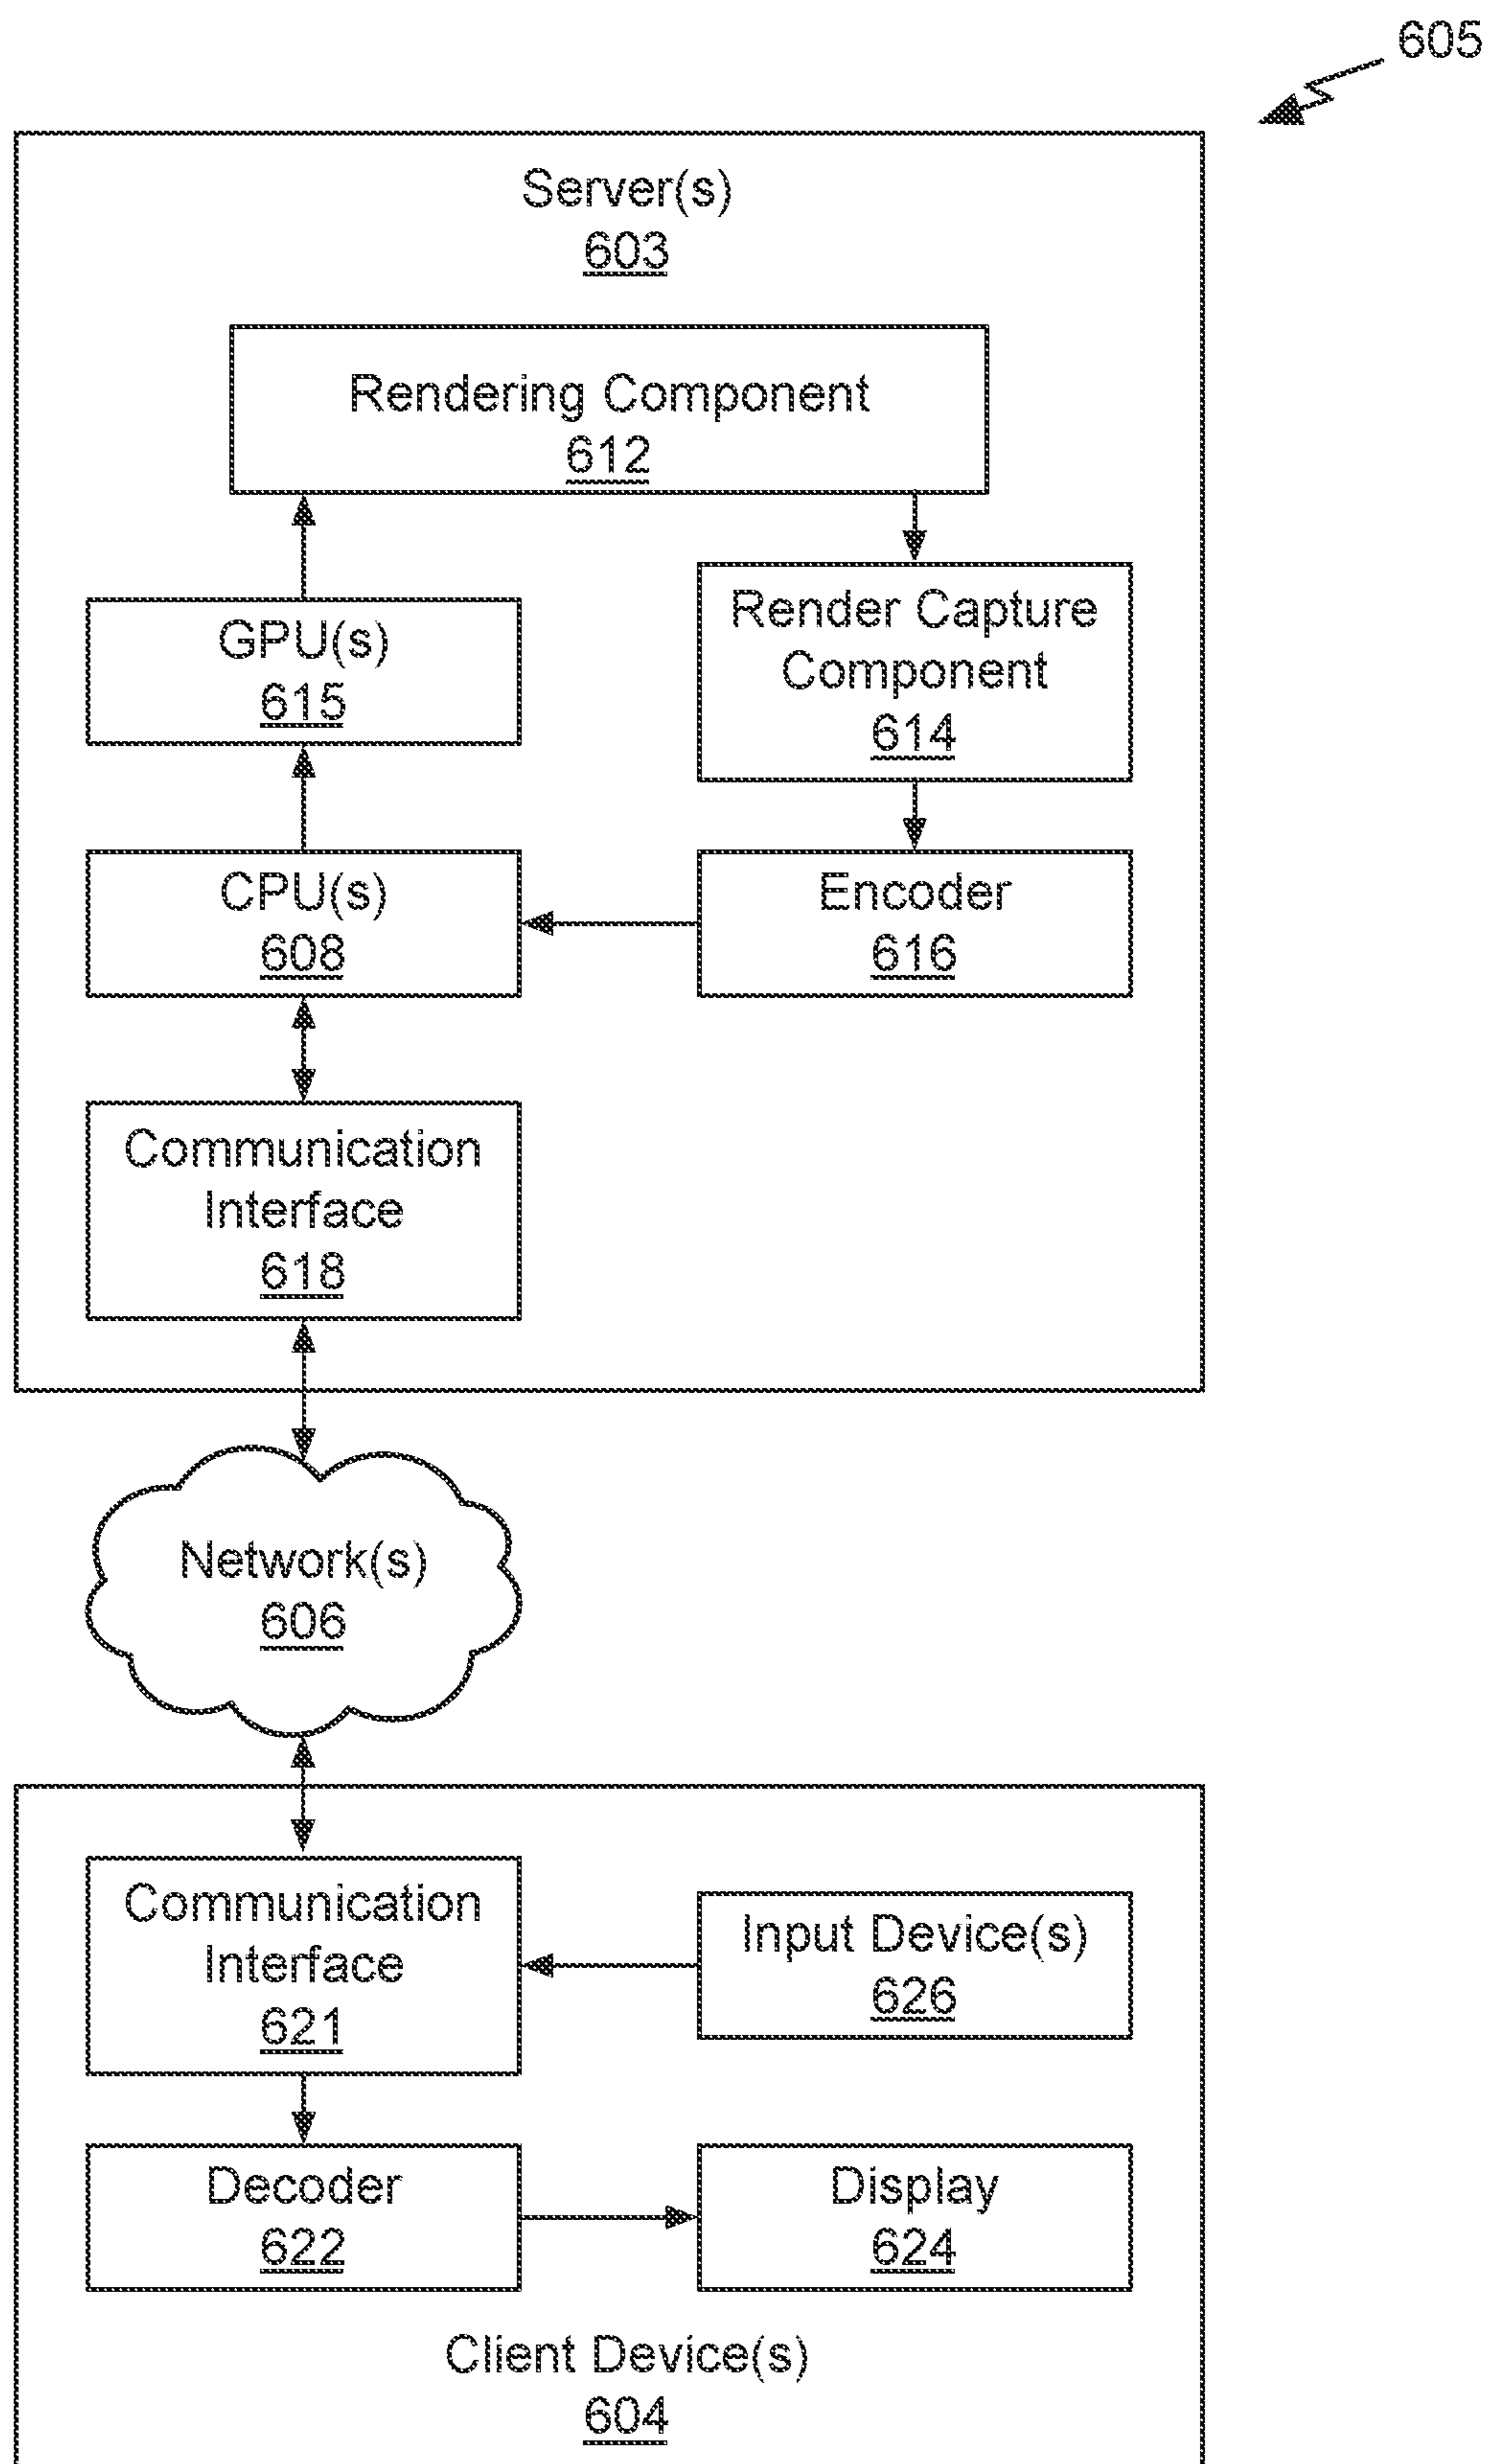 605
Server(s)
603
Rendering Component
612
GPU(s)
615
Render Capture
Component
614
CPU(s)
608
Encoder
616
Communication
Interface
618
Network(s)
606
Communication
Interface
621
Input Device(s)
626
Decoder
622
Display
624
Client Device(s)
604